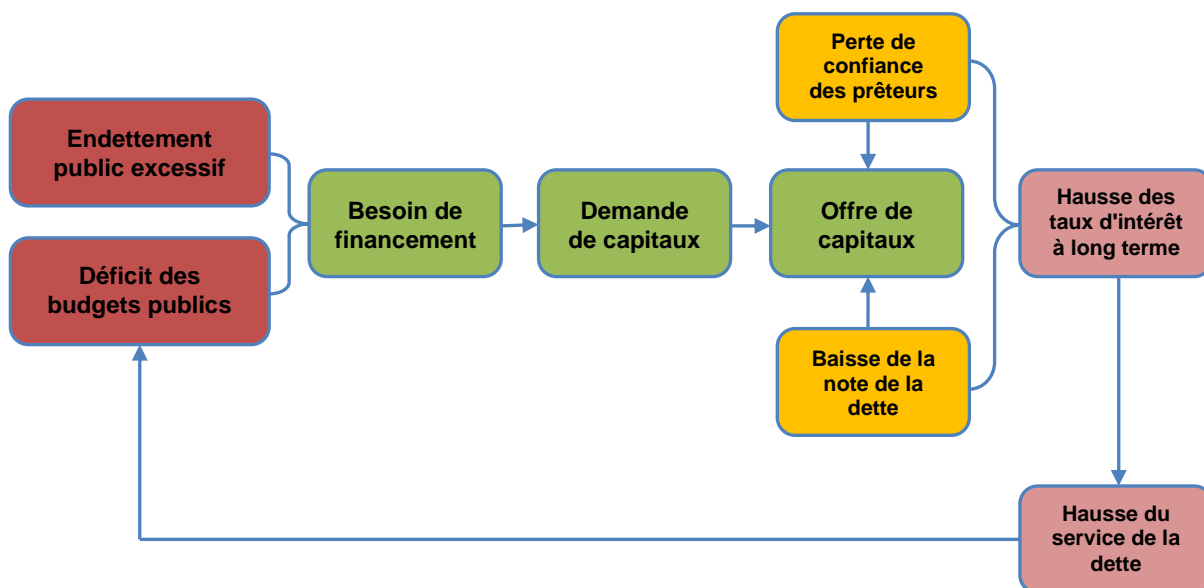 Perte de
confiance
des prêteurs
Endettement
public excessif
Besoin de
financement
Demande
de capitaux
Offre de
capitaux
Hausse des
taux d'intérêt
à long terme
Déficit des
budgets publics
Baisse de la
note de la
dette
Hausse du
service de la
dette